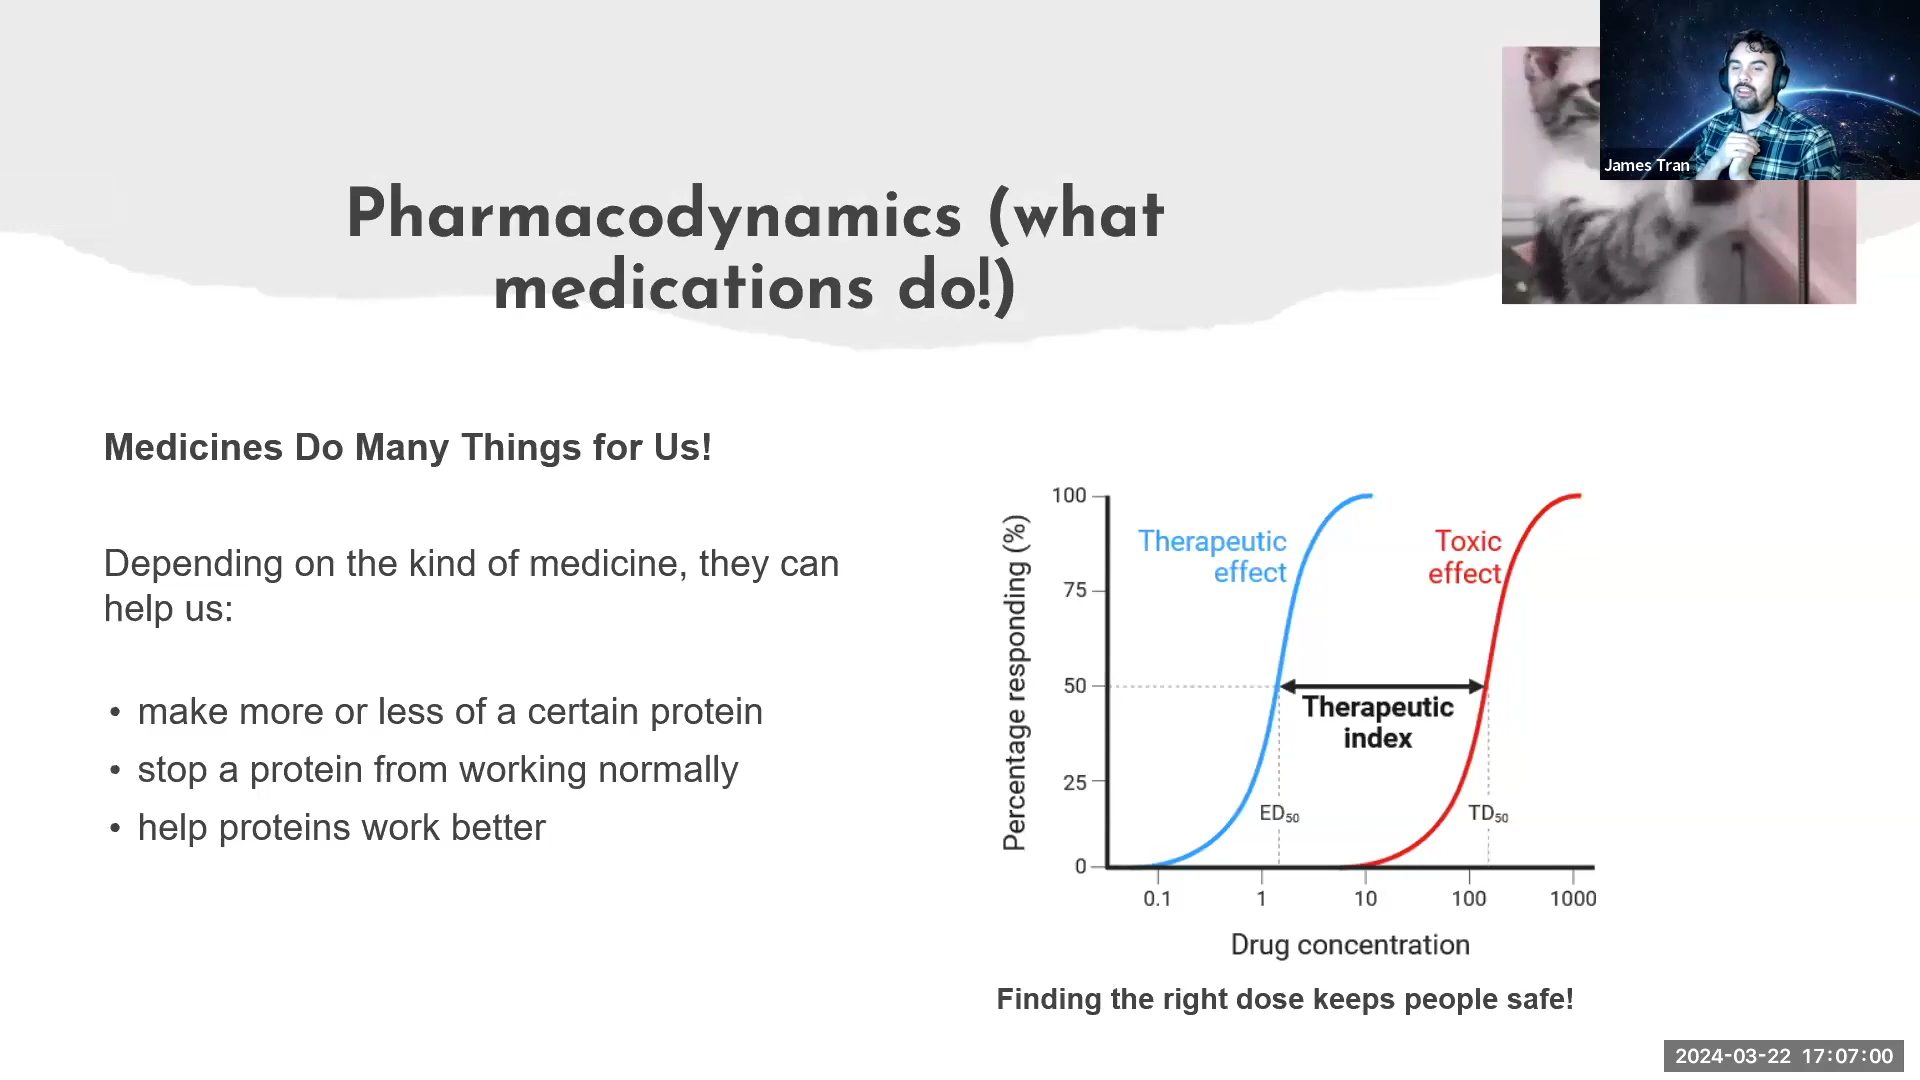 James Tran
Pharmacodynamics (what
medications do!)
Medicines Do Many Things for Us!
Depending on the kind of medicine, they can
help us:
• make more or less of a certain protein
• stop a protein from working normally
• help proteins work better
Percentage responding (%)
100
75
50
25
0
Therapeutic
effect
Toxic
effect
Therapeutic
index
ED50
TD50
0.1
1
10
100
1000
Drug concentration
Finding the right dose keeps people safe!
2024-03-22 17:07:00